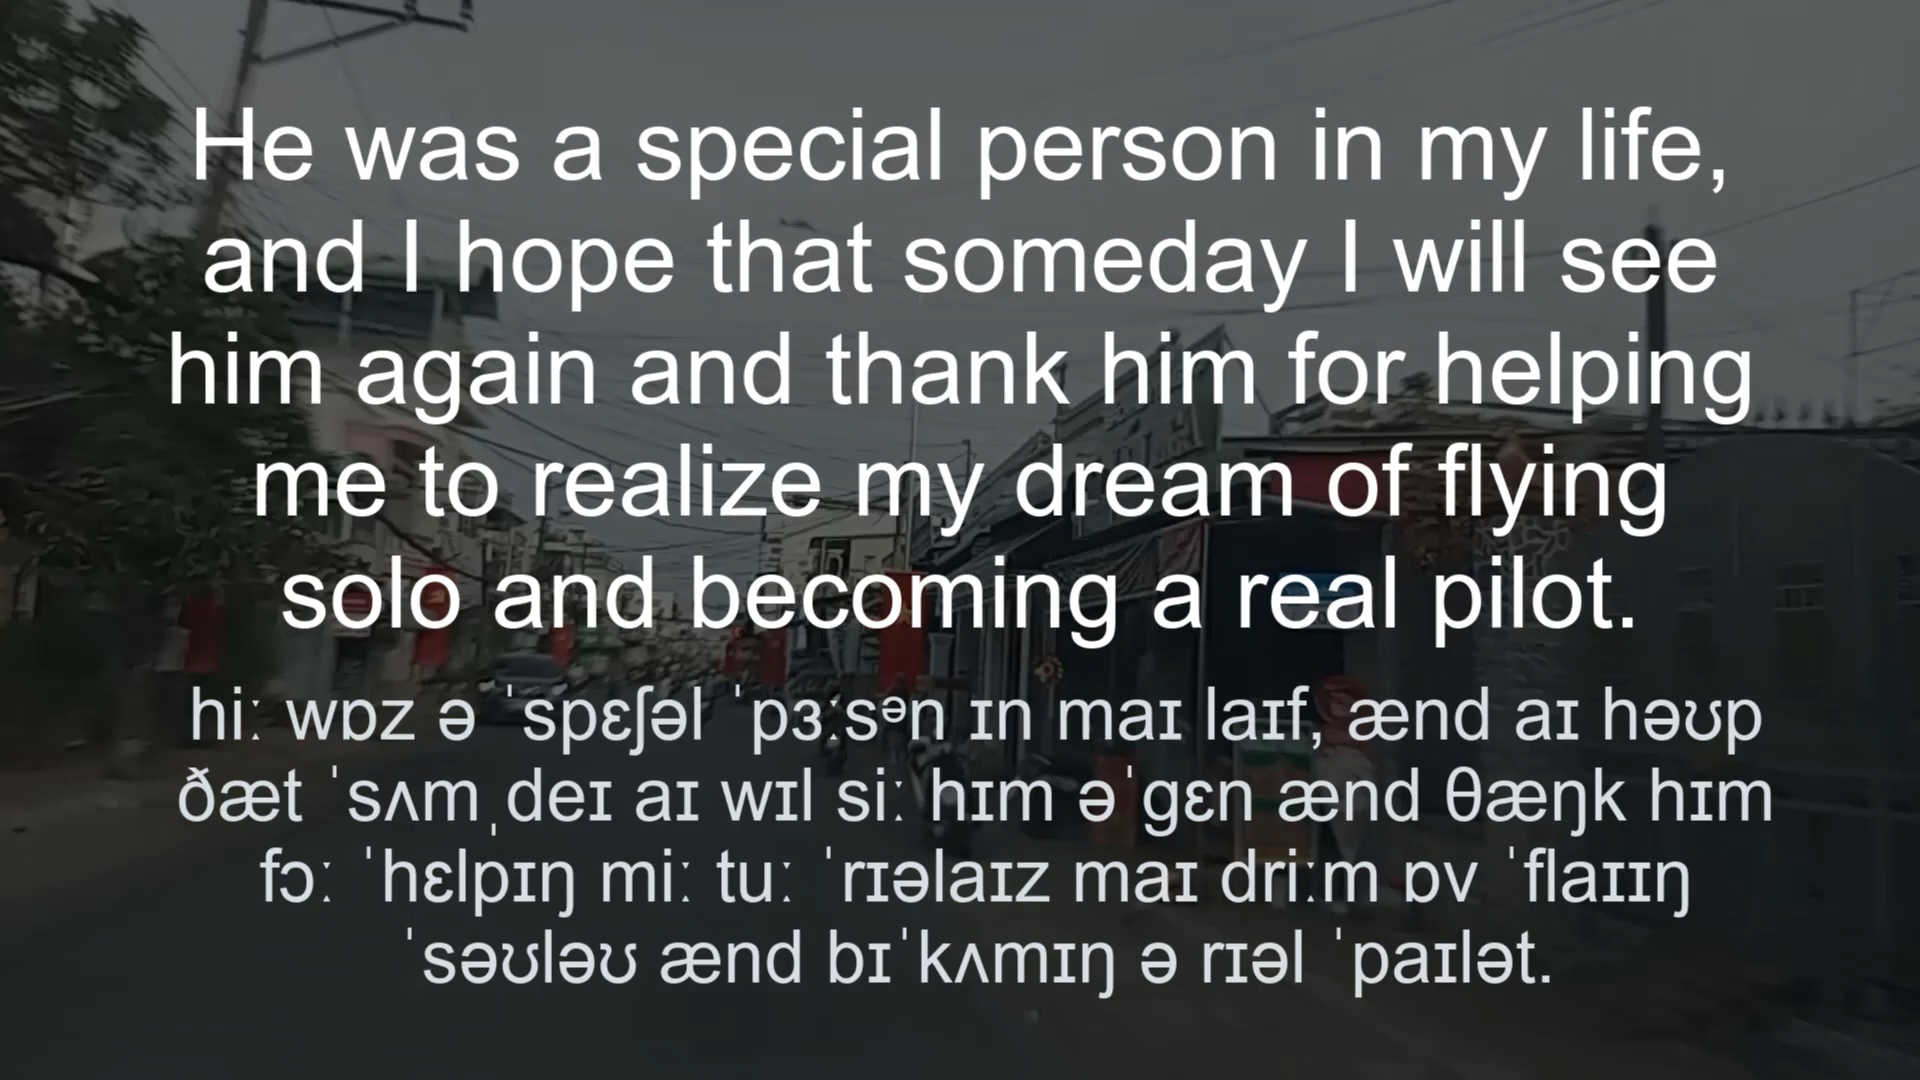 He was a special person in my life,
and I hope that someday I will see
him again and thank him for helping
me to realize my dream of flying
solo and becoming a real pilot.
hiː wɒz ə ˈspɛʃəl ˈpɜːsᵊn ɪn maɪ laɪf, ænd aɪ həʊp
ðæt ˈsʌmˌdeɪ aɪ wɪl siː hɪm əˈgɛn ænd θæŋk hɪm
fɔː ˈhɛlpɪŋ miː tuː ˈrɪəlaɪz maɪ driːm ɒv ˈflaɪɪŋ
ˈsəʊləʊ ænd bɪˈkʌmɪŋ ə rɪəl ˈpaɪlət.